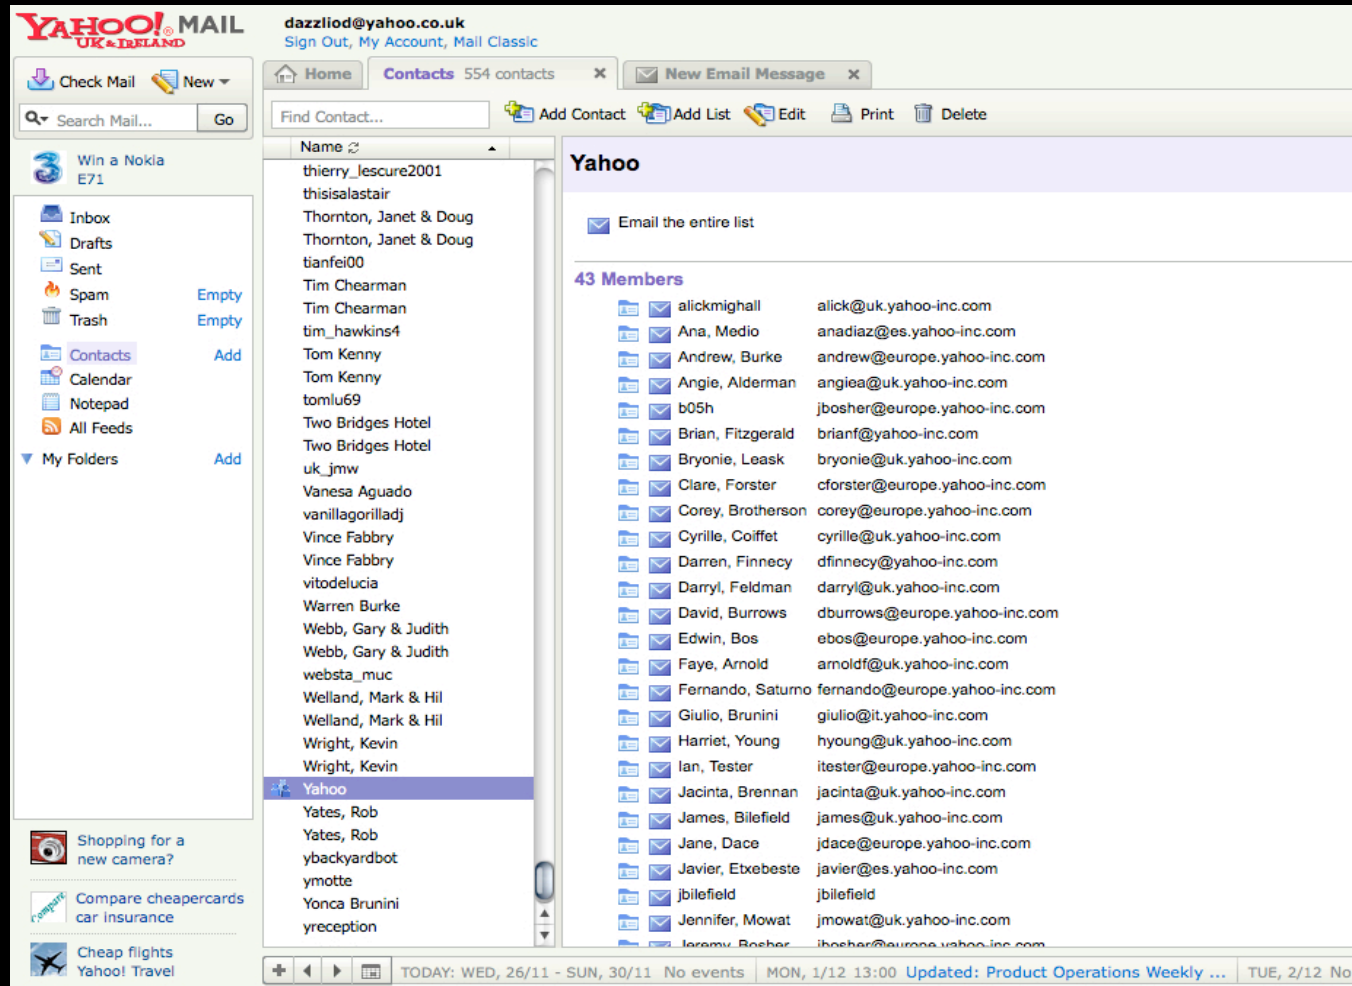 YAHOO! MAIL
UK & IRELAND
dazzliod@yahoo.co.uk
Sign Out, My Account, Mail Classic
Check Mail New
Search Mail... Go
Win a Nokia
E71
Inbox
Drafts
Sent
Spam Empty
Trash Empty
Contacts Add
Calendar
Notepad
All Feeds
My Folders Add
Shopping for a
new camera?
compare
Compare cheapercards
car insurance
Cheap flights
Yahoo! Travel
Home
Contacts 554 contacts
New Email Message
Find Contact...
Add Contact Add List Edit Print Delete
Name
thierry_lescure2001
thisisalastair
Thornton, Janet & Doug
Thornton, Janet & Doug
tianfei00
Tim Chearman
Tim Chearman
tim_hawkins4
Tom Kenny
Tom Kenny
tomlu69
Two Bridges Hotel
Two Bridges Hotel
uk_jmw
Vanesa Aguado
vanillagorilladj
Vince Fabbry
Vince Fabbry
vitodelucia
Warren Burke
Webb, Gary & Judith
Webb, Gary & Judith
websta_muc
Welland, Mark & Hil
Welland, Mark & Hil
Wright, Kevin
Wright, Kevin
Yahoo
Yates, Rob
Yates, Rob
ybackyardbot
ymotte
Yonca Brunini
yreception
Yahoo
Email the entire list
43 Members
alickmighall alick@uk.yahoo-inc.com
Ana, Medio anadiaz@es.yahoo-inc.com
Andrew, Burke andrew@europe.yahoo-inc.com
Angie, Alderman angiea@uk.yahoo-inc.com
b05h jbosher@europe.yahoo-inc.com
Brian, Fitzgerald brianf@yahoo-inc.com
Bryonie, Leask bryonie@uk.yahoo-inc.com
Clare, Forster cforster@europe.yahoo-inc.com
Corey, Brotherson corey@europe.yahoo-inc.com
Cyrille, Coiffet cyrille@uk.yahoo-inc.com
Darren, Finnecy dfinnecy@yahoo-inc.com
Darryl, Feldman darryl@uk.yahoo-inc.com
David, Burrows dburrows@europe.yahoo-inc.com
Edwin, Bos ebos@europe.yahoo-inc.com
Faye, Arnold arnoldf@uk.yahoo-inc.com
Fernando, Saturno fernando@europe.yahoo-inc.com
Giulio, Brunini giulio@it.yahoo-inc.com
Harriet, Young hyoung@uk.yahoo-inc.com
Ian, Tester itester@europe.yahoo-inc.com
Jacinta, Brennan jacinta@uk.yahoo-inc.com
James, Bilefield james@uk.yahoo-inc.com
Jane, Dace jdace@europe.yahoo-inc.com
Javier, Etxebeste javier@es.yahoo-inc.com
jbilefield jbilefield
Jennifer, Mowat jmowat@uk.yahoo-inc.com
Jeremy, Bosher jbosher@europe.yahoo-inc.com
TODAY: WED, 26/11 - SUN, 30/11 No events MON, 1/12 13:00 Updated: Product Operations Weekly ... TUE, 2/12 No